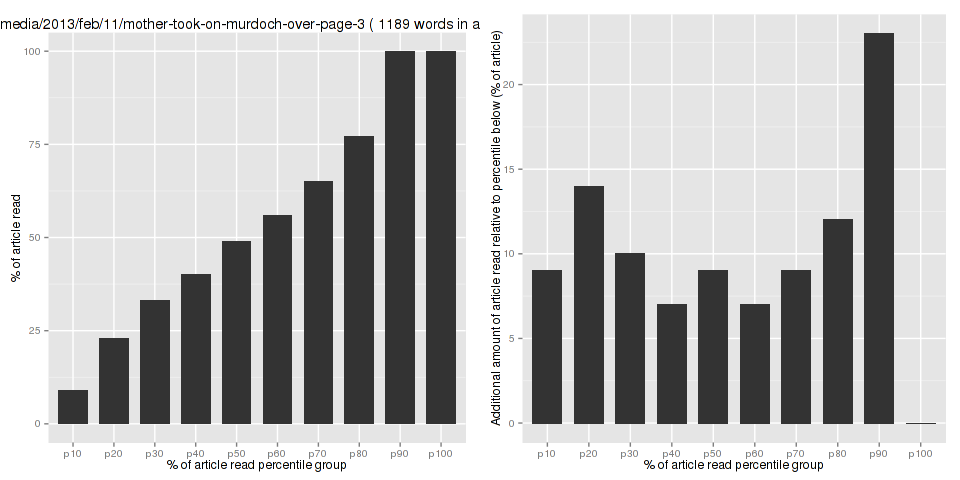 media/2013/feb/11/mother-took-on-murdoch-over-page-3 ( 1189 words in a
% of article read
100
75
50
25
0
p10 p20 p30 p40 p50 p60 p70 p80 p90 p100
% of article read percentile group
Additional amount of article read relative to percentile below (% of article)
20
15
10
5
0
p10 p20 p30 p40 p50 p60 p70 p80 p90 p100
% of article read percentile group